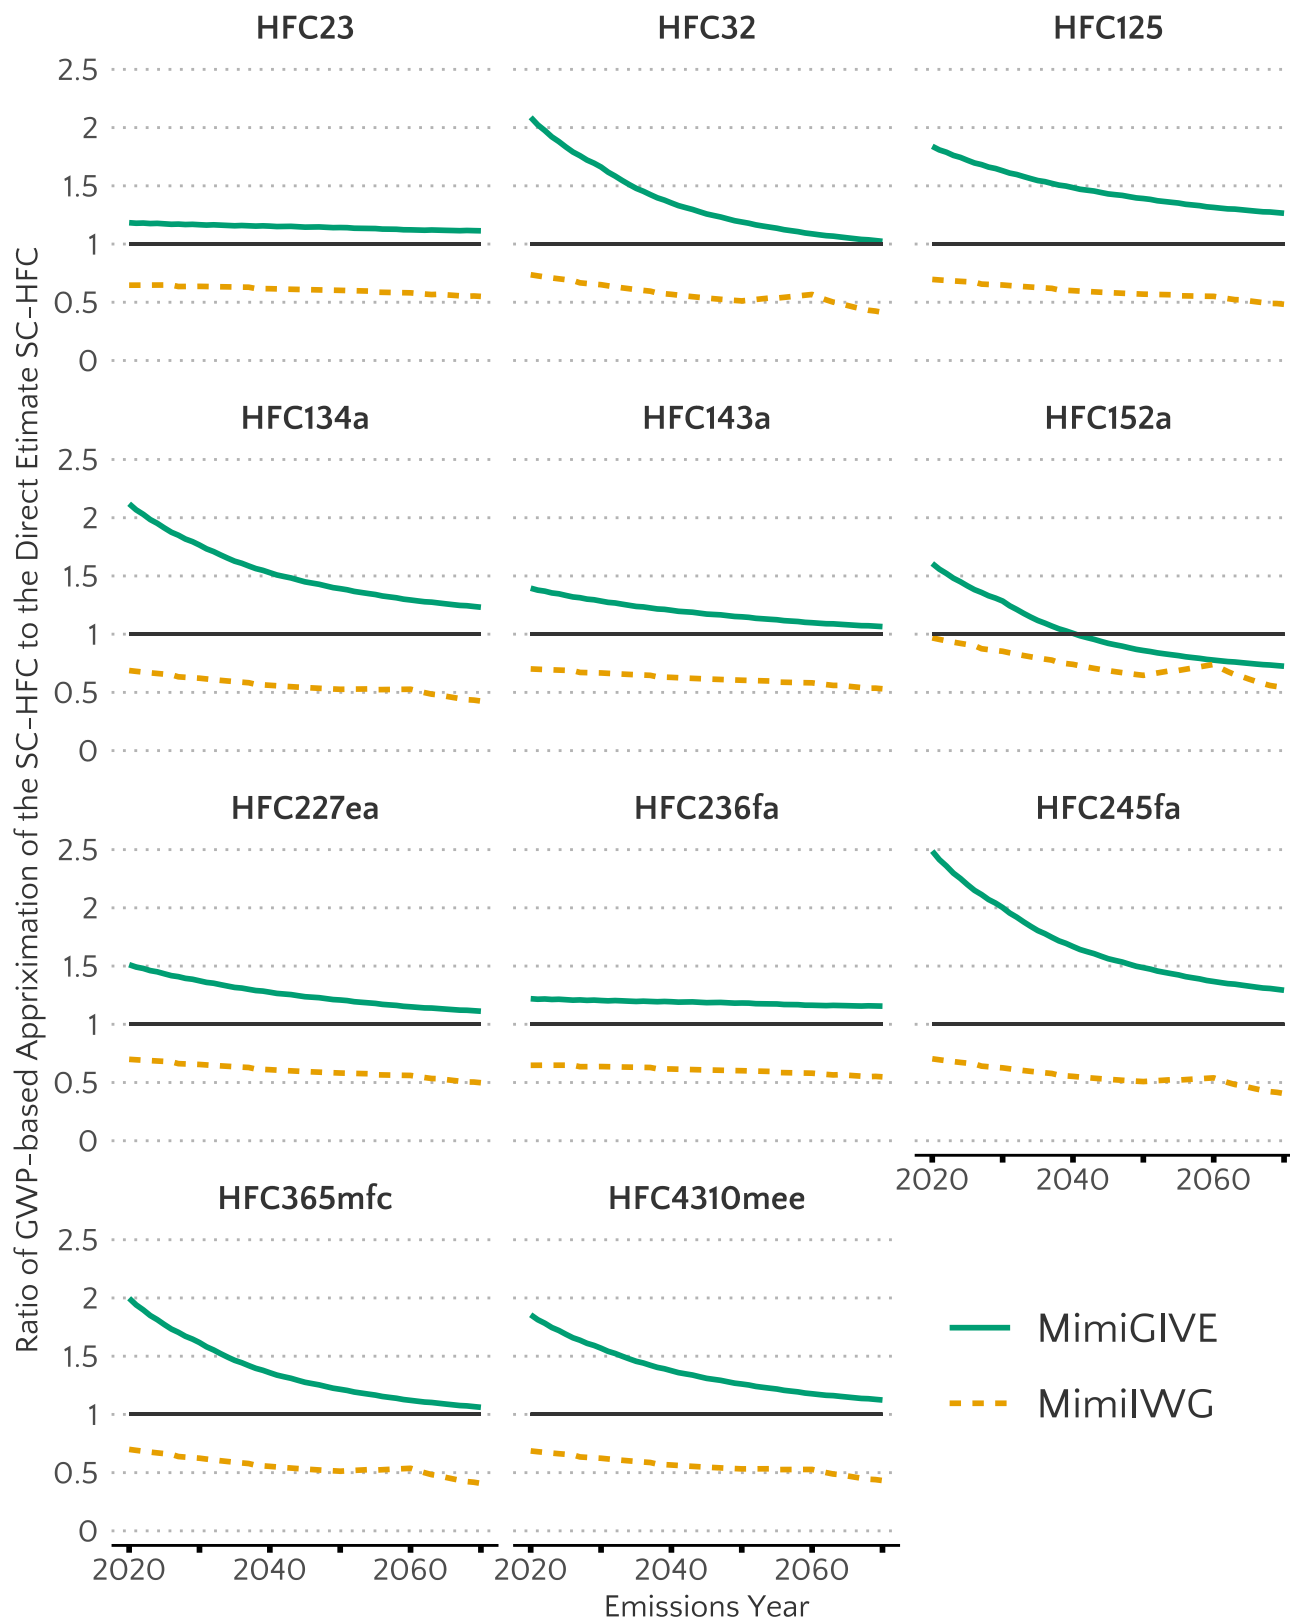 HFC23 HFC32 HFC125
2.5
2
1.5
1
0.5
0
HFC134a HFC143a HFC152a
2.5
2
1.5
1
0.5
0
HFC227ea HFC236fa HFC245fa
2.5
2
1.5
1
0.5
0
2020 2040 2060
HFC365mfc HFC4310mee
2.5
2
1.5
1
0.5
0
2020 2040 2060 2020 2040 2060
Emissions Year
Ratio of GWP-based Appriximation of the SC-HFC to the Direct Etimate SC-HFC
MimiGIVE
MimiIWG